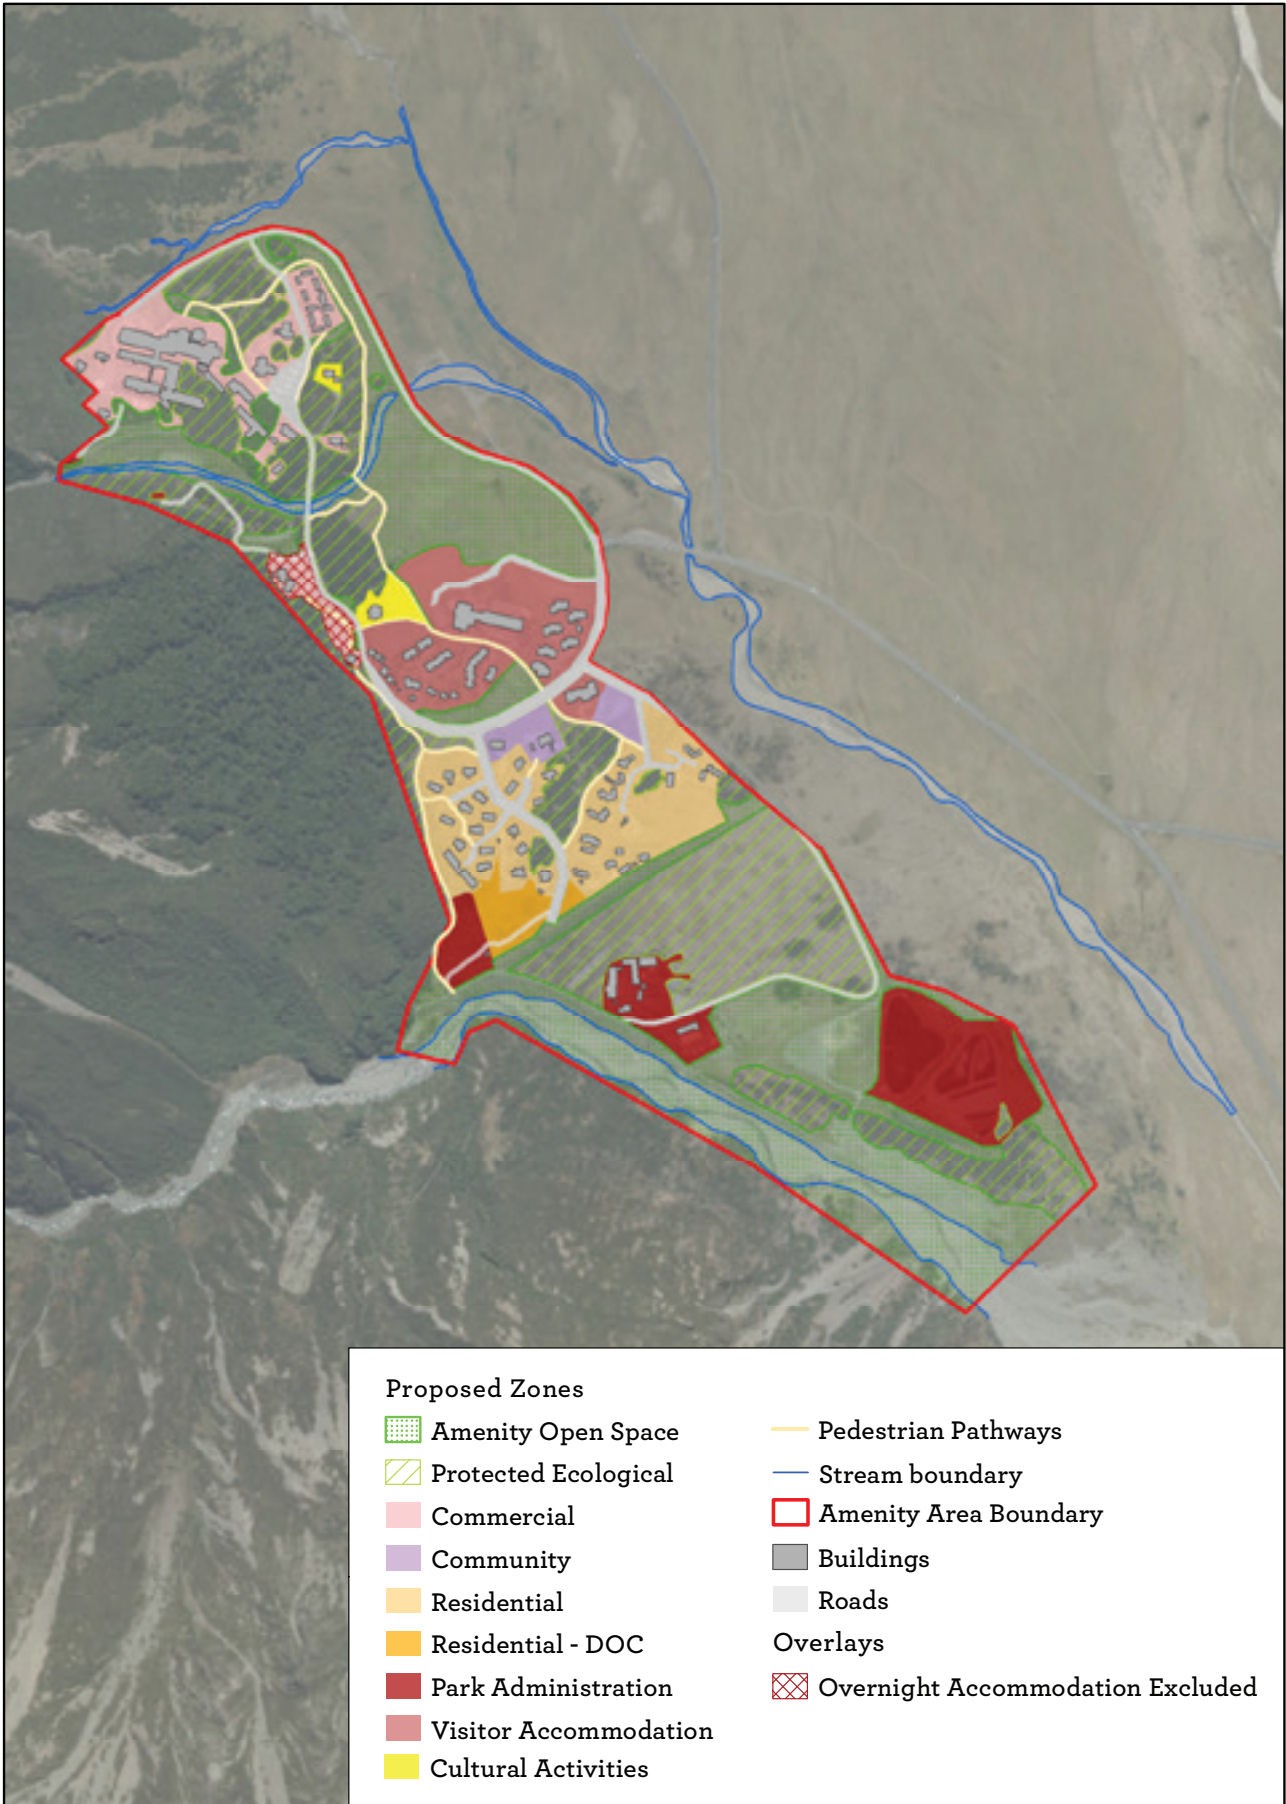 Proposed Zones
Amenity Open Space
Protected Ecological
Commercial
Community
Residential
Residential - DOC
Park Administration
Visitor Accommodation
Cultural Activities
Pedestrian Pathways
Stream boundary
Amenity Area Boundary
Buildings
Roads
Overlays
Overnight Accommodation Excluded